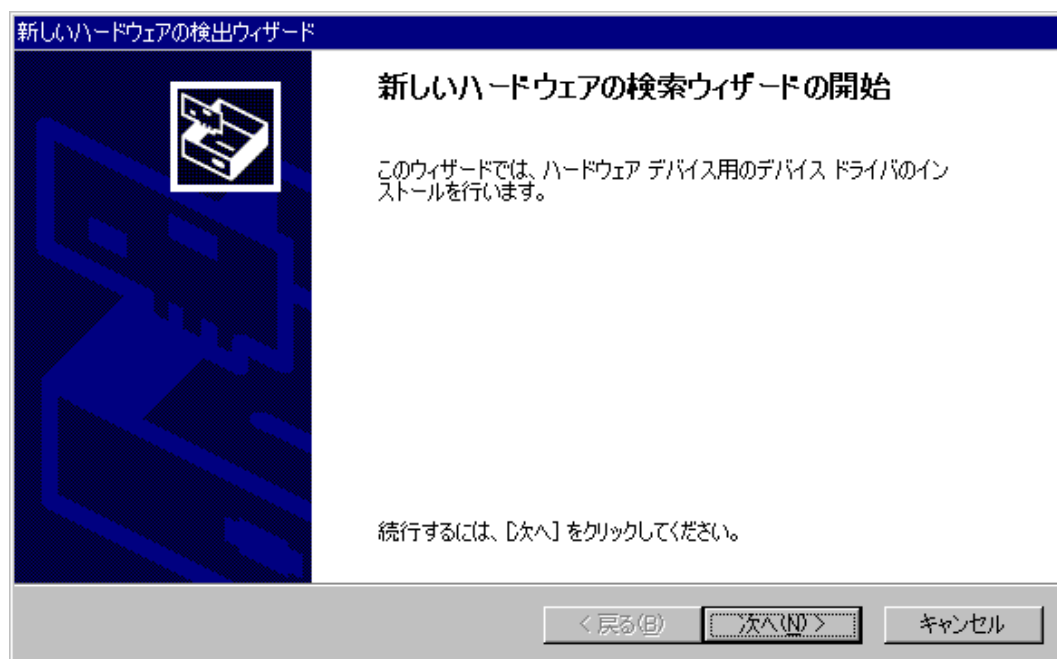 新しいハードウェアの検出ウィザード
新しいハードウェアの検索ウィザードの開始
このウィザードでは、ハードウェア デバイス用のデバイス ドライバのイン
ストールを行います。
続行するには、[次へ] をクリックしてください。
< 戻る(B)
次へ(N) >
キャンセル